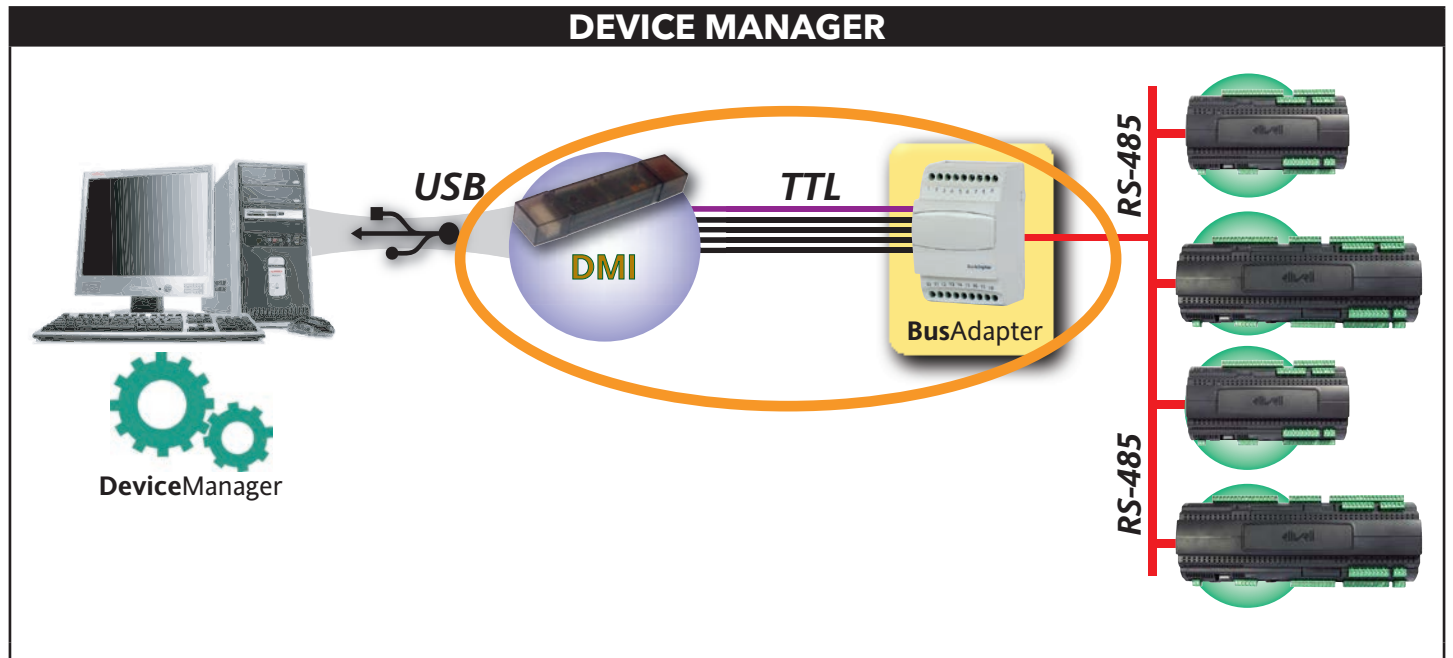 DEVICE MANAGER
USB
TTL
RS-485
DMI
BusAdapter
DeviceManager
RS-485